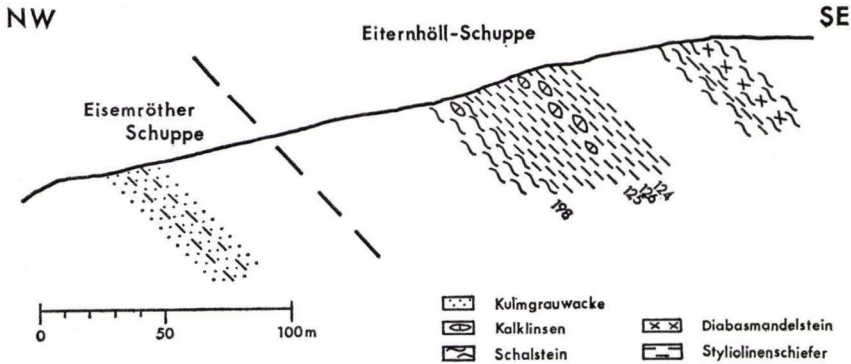 NW
SE
Eiternhöll-Schuppe
Eisemröther
Schuppe
198
125
126
124
0 50 100m
Kulmgrauwacke
Kalklinsen
Schalstein
Diabasmandelstein
Styliolinenschiefer